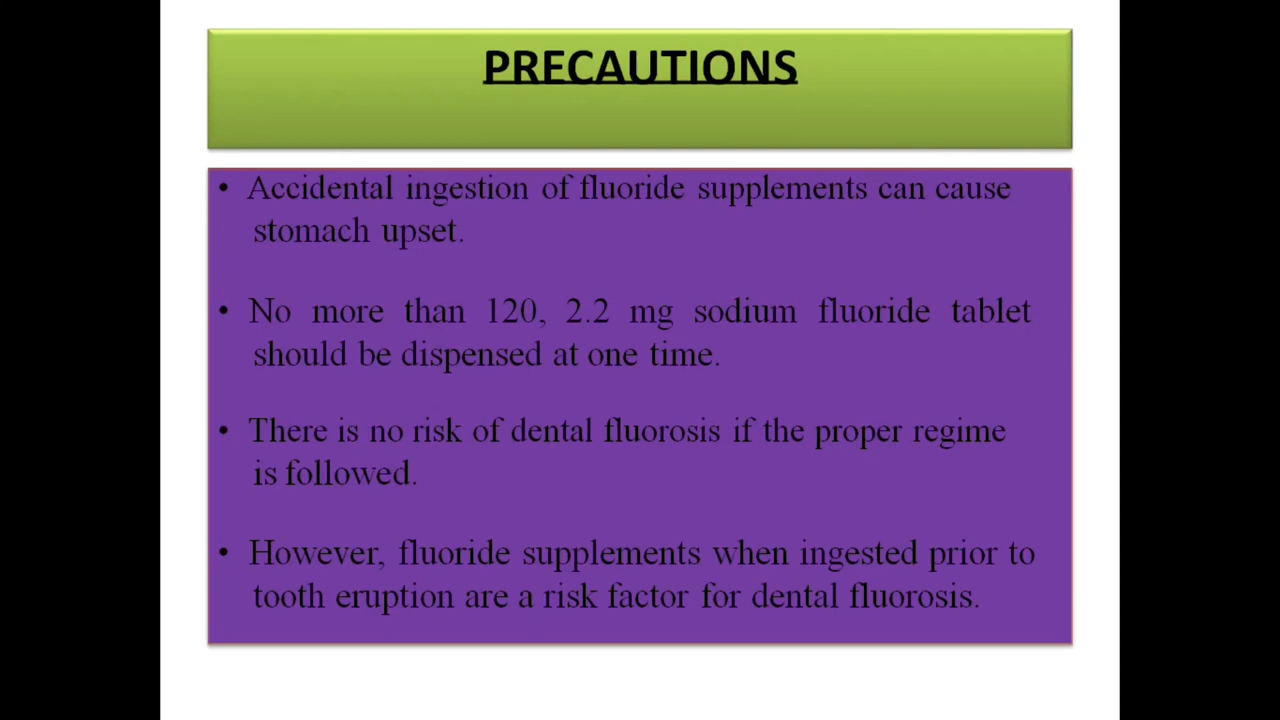 PRECAUTIONS
• Accidental ingestion of fluoride supplements can cause
stomach upset.
• No more than 120, 2.2 mg sodium fluoride tablet
should be dispensed at one time.
• There is no risk of dental fluorosis if the proper regime
is followed.
• However, fluoride supplements when ingested prior to
tooth eruption are a risk factor for dental fluorosis.